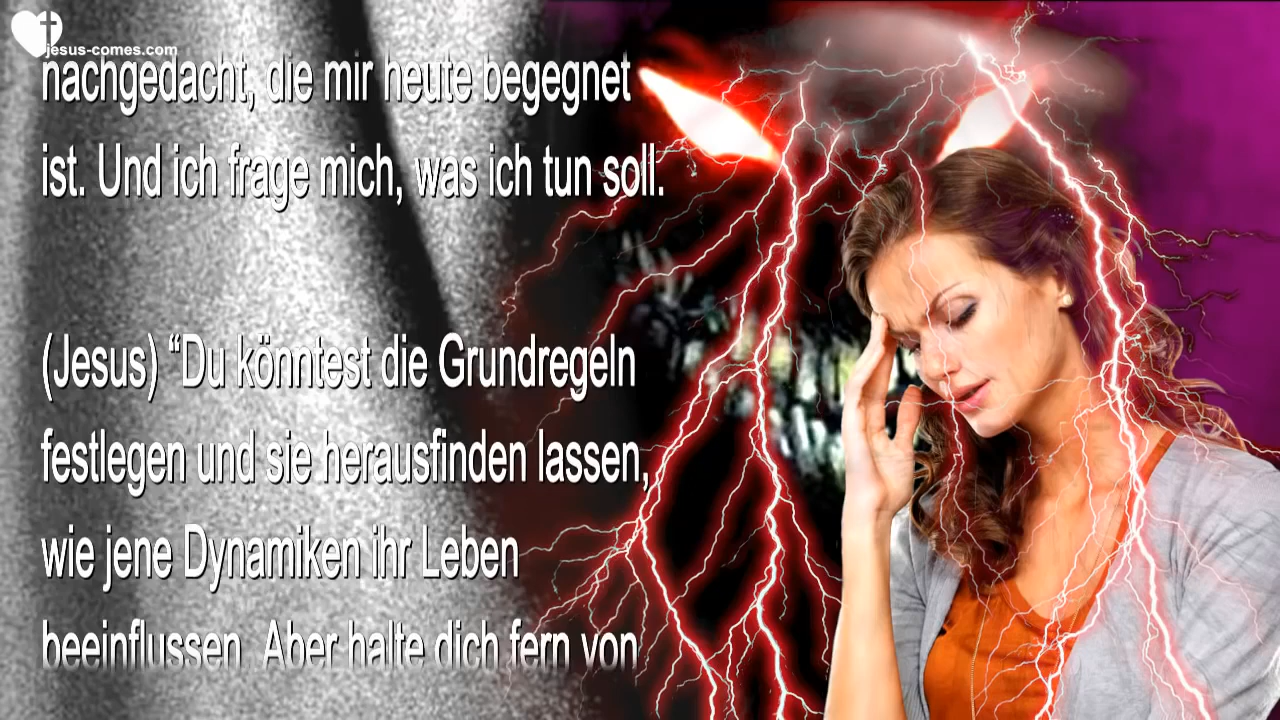 jesus-comes.com
nachgedacht, die mir heute begegnet
ist. Und ich frage mich, was ich tun soll.
(Jesus) “Du könntest die Grundregeln
festlegen und sie herausfinden lassen,
wie jene Dynamiken ihr Leben
beeinflussen. Aber halte dich fern von